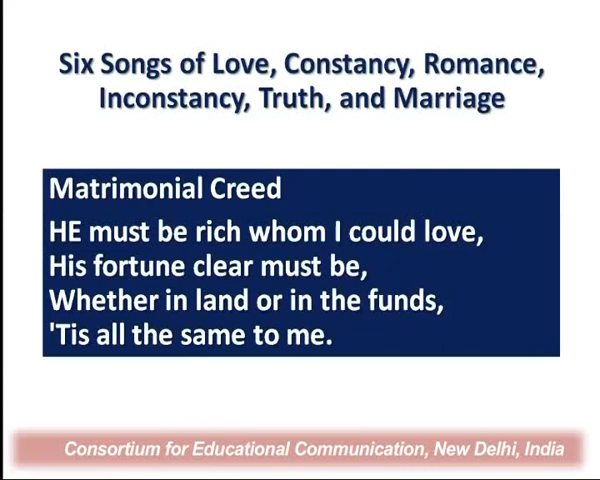 Six Songs of Love, Constancy, Romance,
Inconstancy, Truth, and Marriage
Matrimonial Creed
HE must be rich whom I could love,
His fortune clear must be,
Whether in land or in the funds,
'Tis all the same to me.
Consortium for Educational Communication, New Delhi, India